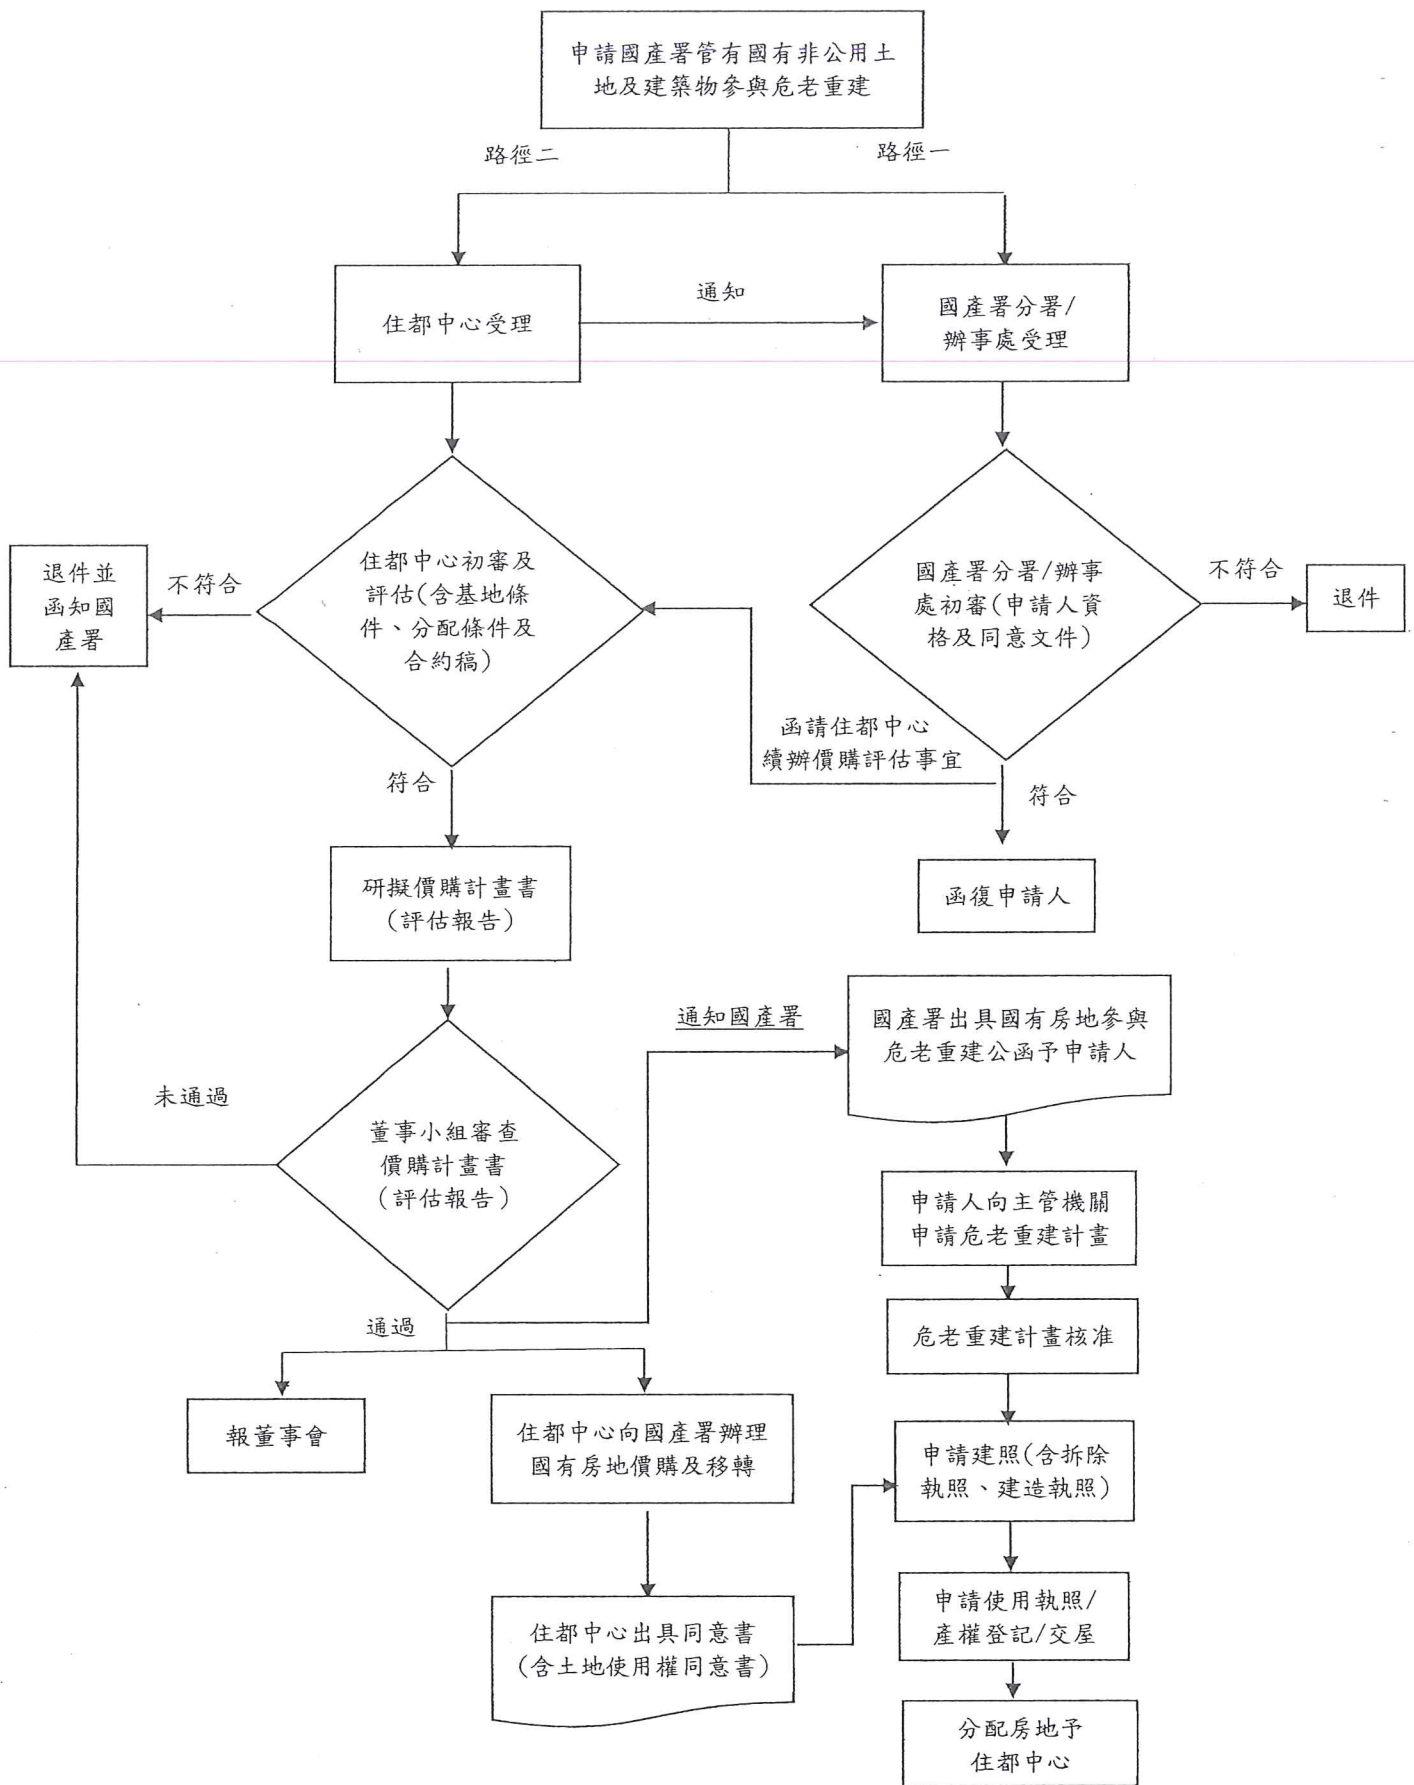 申請國產署管有國有非公用土
地及建築物參與危老重建
路徑二
路徑一
住都中心受理
通知
國產署分署/
辦事處受理
住都中心初審及
評估(含基地條
件、分配條件及
合約稿)
不符合
退件並
函知國
產署
國產署分署/辦事
處初審(申請人資
格及同意文件)
不符合
退件
函請住都中心
續辦價購評估事宜
符合
符合
函復申請人
研擬價購計畫書
(評估報告)
董事小組審查
價購計畫書
(評估報告)
未通過
通知國產署
國產署出具國有房地參與
危老重建公函予申請人
申請人向主管機關
申請危老重建計畫
危老重建計畫核准
通過
報董事會
住都中心向國產署辦理
國有房地價購及移轉
申請建照(含拆除
執照、建造執照)
住都中心出具同意書
(含土地使用權同意書)
申請使用執照/
產權登記/交屋
分配房地予
住都中心